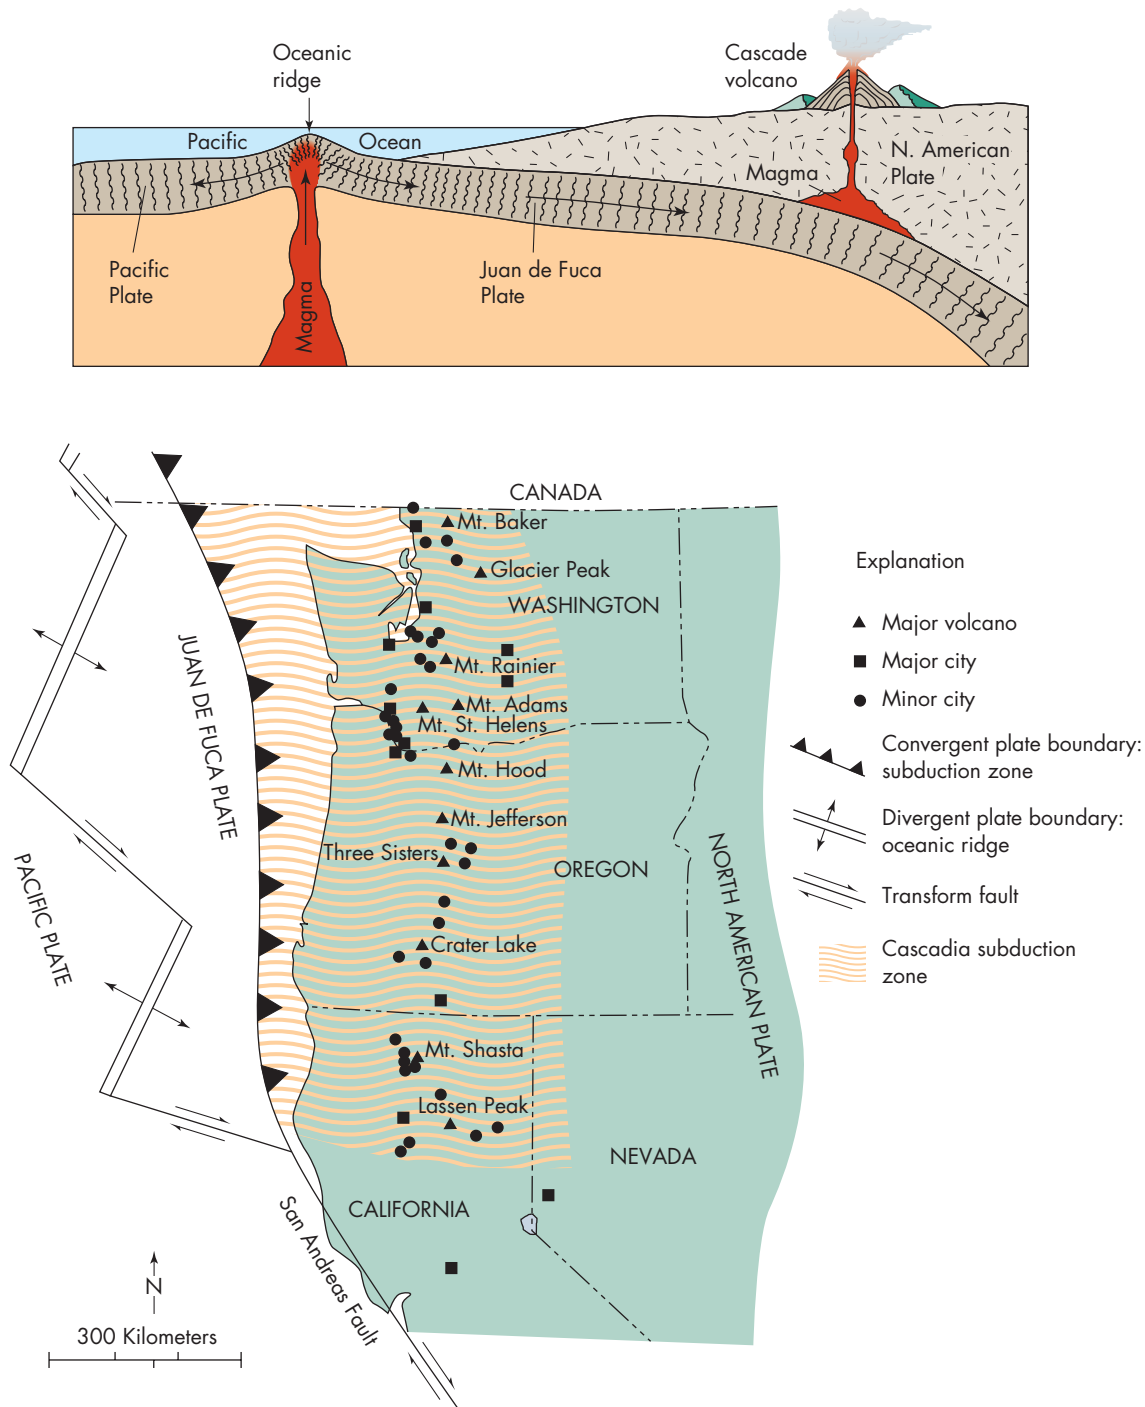 Oceanic
ridge
Cascade
volcano
Pacific
Ocean
N. American
Plate
Magma
Pacific
Plate
Juan de Fuca
Plate
Magma
CANADA
Mt. Baker
Glacier Peak
WASHINGTON
Mt. Rainier
Mt. Adams
Mt. St. Helens
Mt. Hood
Mt. Jefferson
Three Sisters
OREGON
Crater Lake
Mt. Shasta
Lassen Peak
NEVADA
CALIFORNIA
JUAN DE FUCA PLATE
PACIFIC PLATE
NORTH AMERICAN PLATE
San Andreas Fault
N
300 Kilometers
Explanation
Major volcano
Major city
Minor city
Convergent plate boundary:
subduction zone
Divergent plate boundary:
oceanic ridge
Transform fault
Cascadia subduction
zone